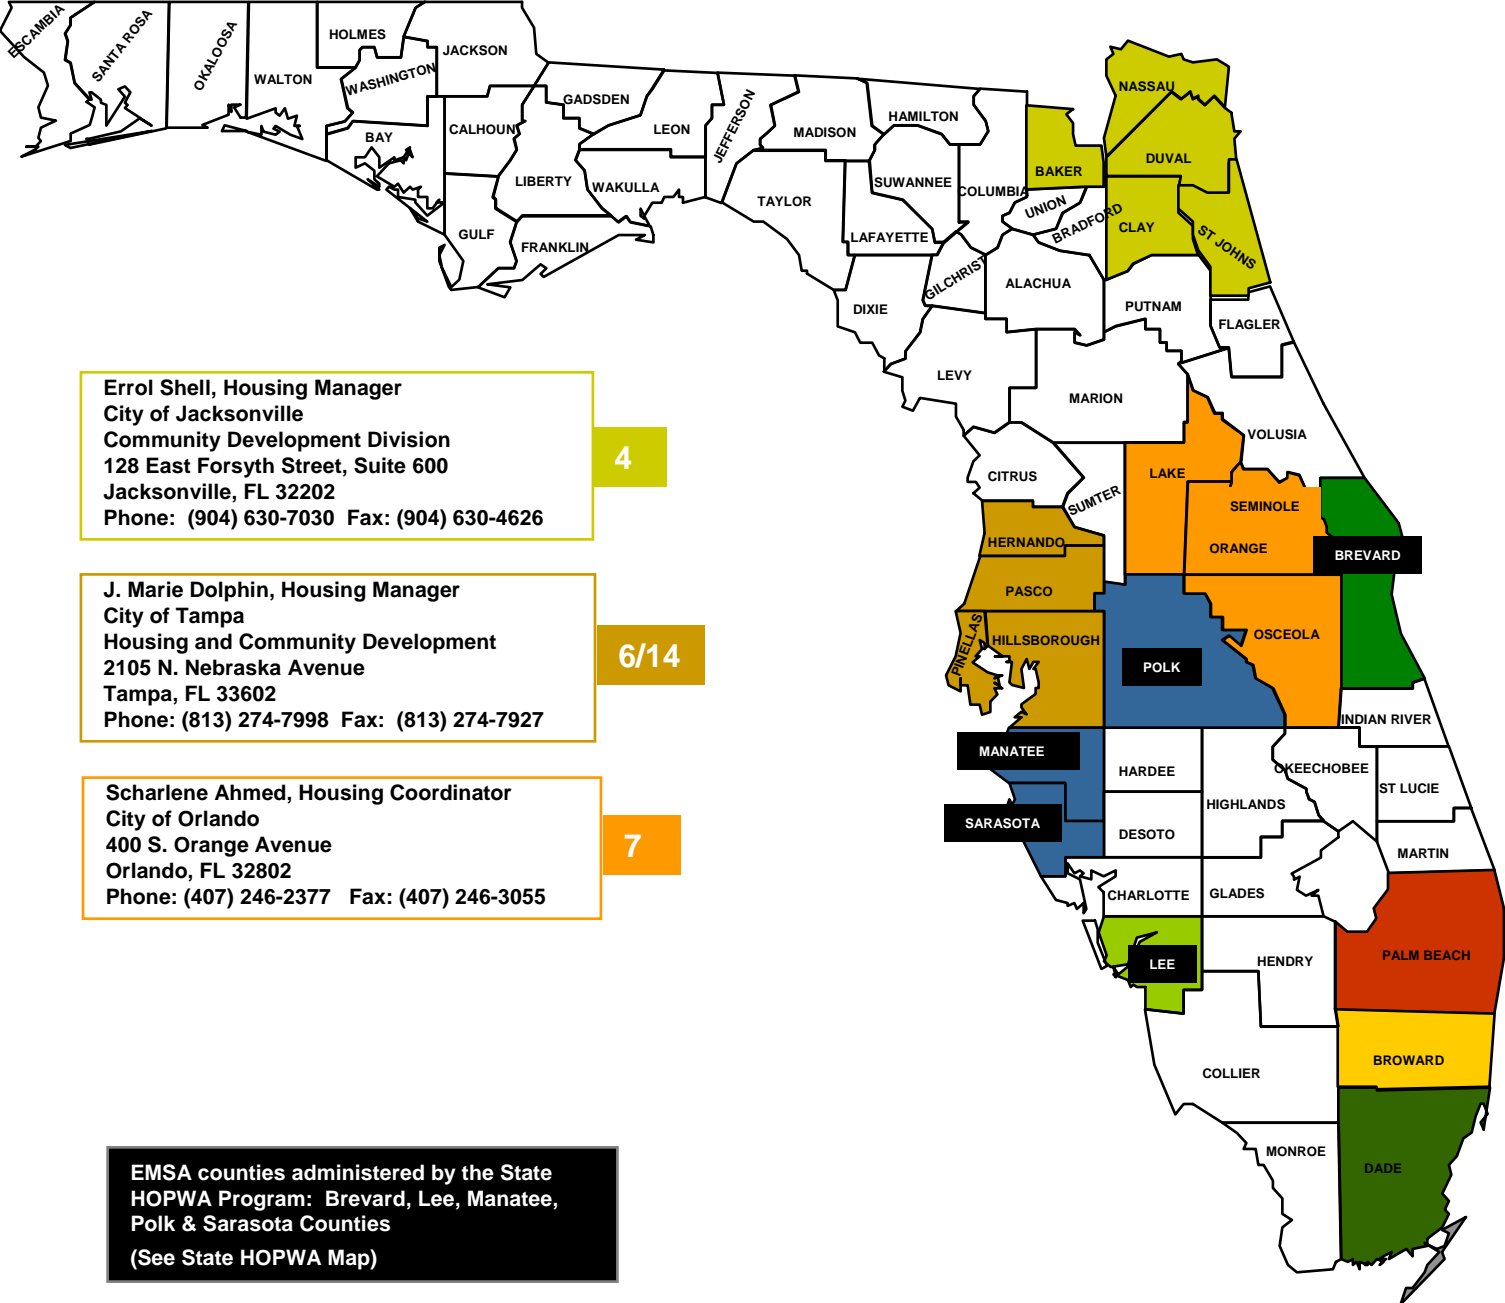 ESCAMBIA
SANTA ROSA
OKALOOSA
WALTON
HOLMES
WASHINGTON
JACKSON
BAY
CALHOUN
GULF
LIBERTY
GADSDEN
FRANKLIN
LEON
WAKULLA
JEFFERSON
MADISON
TAYLOR
HAMILTON
SUWANNEE
LAFAYETTE
DIXIE
COLUMBIA
GILCHRIST
BAKER
UNION
BRADFORD
ALACHUA
NASSAU
DUVAL
CLAY
ST JOHNS
PUTNAM
FLAGLER
LEVY
MARION
VOLUSIA
CITRUS
SUMTER
LAKE
SEMINOLE
ORANGE
BREVARD
HERNANDO
PASCO
PINELLAS
HILLSBOROUGH
POLK
OSCEOLA
INDIAN RIVER
MANATEE
HARDEE
OKEECHOBEE
ST LUCIE
HIGHLANDS
SARASOTA
DESOTO
MARTIN
CHARLOTTE
GLADES
LEE
HENDRY
PALM BEACH
COLLIER
BROWARD
MONROE
DADE
Errol Shell, Housing Manager
City of Jacksonville
Community Development Division
128 East Forsyth Street, Suite 600
Jacksonville, FL 32202
Phone: (904) 630-7030 Fax: (904) 630-4626
4
J. Marie Dolphin, Housing Manager
City of Tampa
Housing and Community Development
2105 N. Nebraska Avenue
Tampa, FL 33602
Phone: (813) 274-7998 Fax: (813) 274-7927
6/14
Scharlene Ahmed, Housing Coordinator
City of Orlando
400 S. Orange Avenue
Orlando, FL 32802
Phone: (407) 246-2377 Fax: (407) 246-3055
7
EMSA counties administered by the State
HOPWA Program: Brevard, Lee, Manatee,
Polk & Sarasota Counties
(See State HOPWA Map)